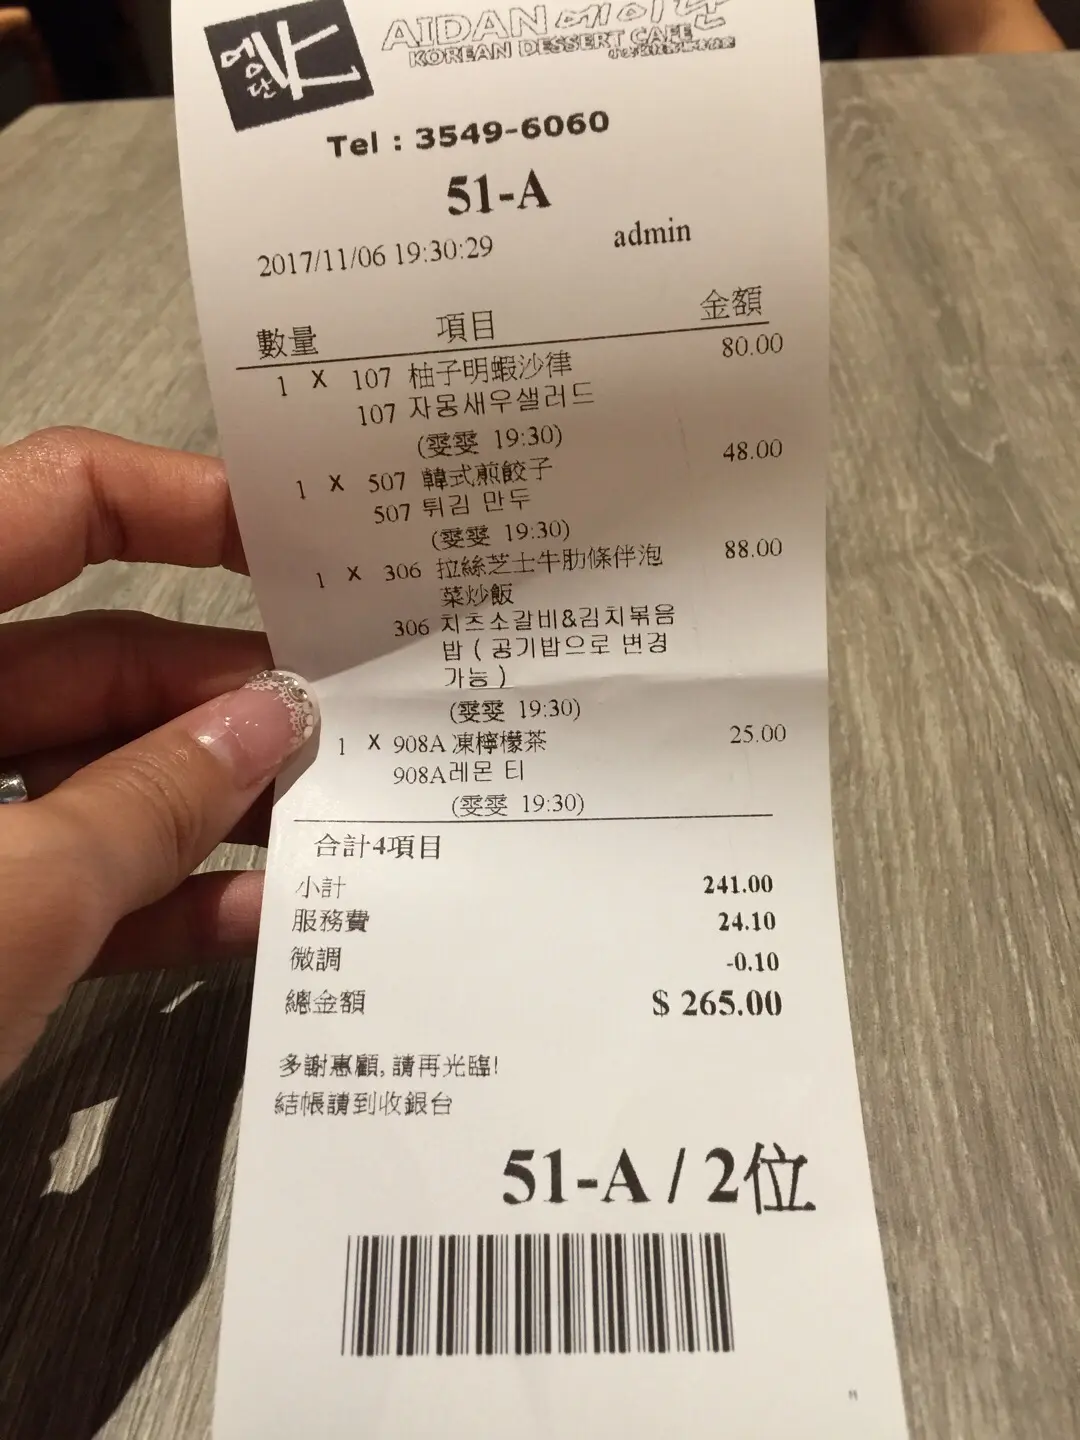 에이단
AIDAN 에이단
KOREAN DESSERT CAFE
Tel : 3549-6060
51-A
2017/11/06 19:30:29 admin
數量 項目 金額
1 X 107 柚子明蝦沙律 80.00
107 자몽새우샐러드
(雯雯 19:30)
1 X 507 韓式煎餃子 48.00
507 튀김 만두
(雯雯 19:30)
1 X 306 拉絲芝士牛肋條伴泡 88.00
菜炒飯
306 치즈소갈비&김치볶음
밥 ( 공기밥으로 변경
가능 )
(雯雯 19:30)
1 X 908A 凍檸檬茶 25.00
908A레몬 티
(雯雯 19:30)
合計4項目
小計 241.00
服務費 24.10
微調 -0.10
總金額 $ 265.00
多謝惠顧, 請再光臨!
結帳請到收銀台
51-A / 2位